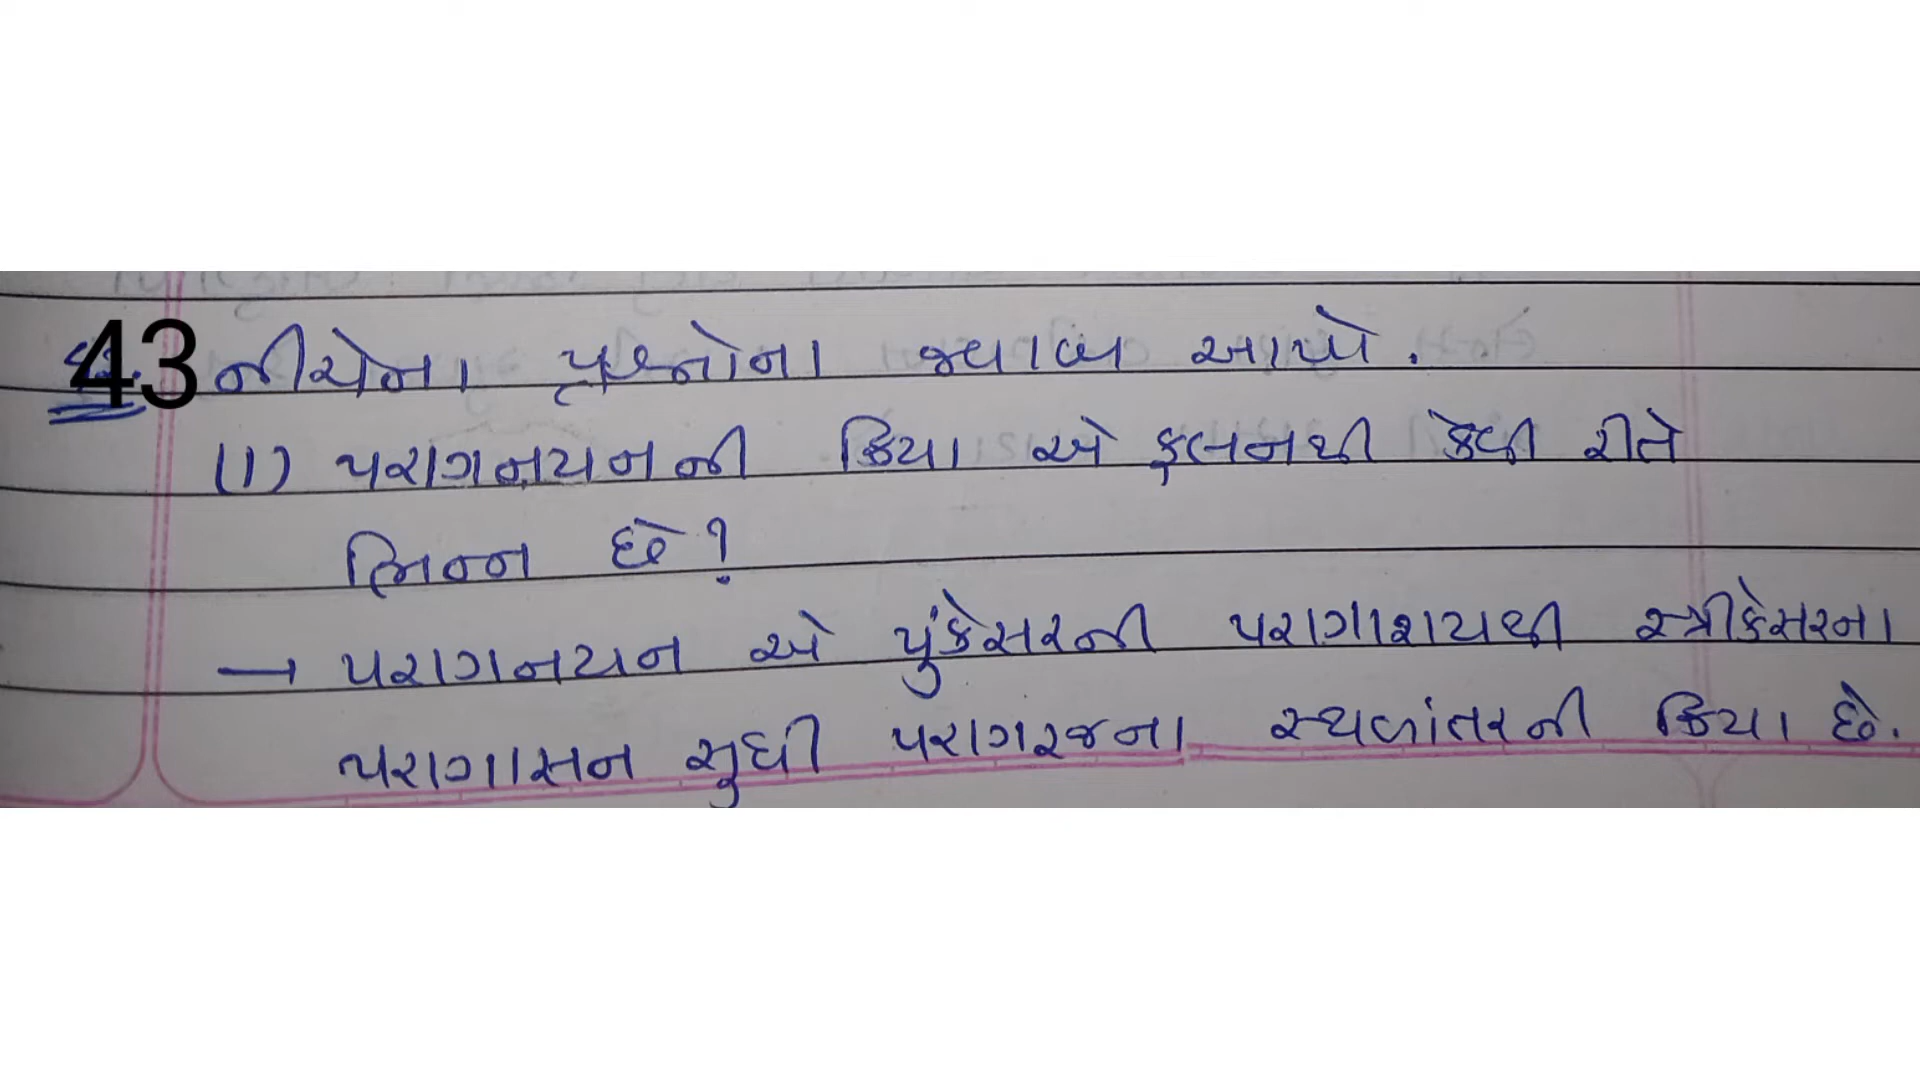 43 નીચેના પ્રશ્નોના જવાબ આપો.
(1) પરાગનયનની ક્રિયા એ ફલનથી કેવી રીતે
ભિન્ન છે?
→ પરાગનયન એ પુંકેસરની પરાગાશયથી સ્ત્રીકેસરના
પરાગાસન સુધી પરાગરજના સ્થળાંતરની ક્રિયા છે.